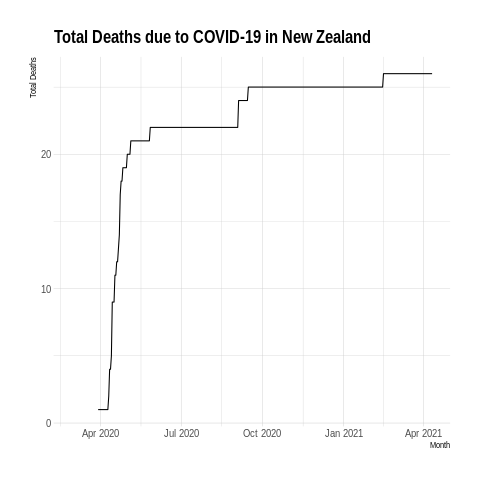 Total Deaths due to COVID-19 in New Zealand
Total Deaths
20
10
0
Apr 2020 Jul 2020 Oct 2020 Jan 2021 Apr 2021
Month